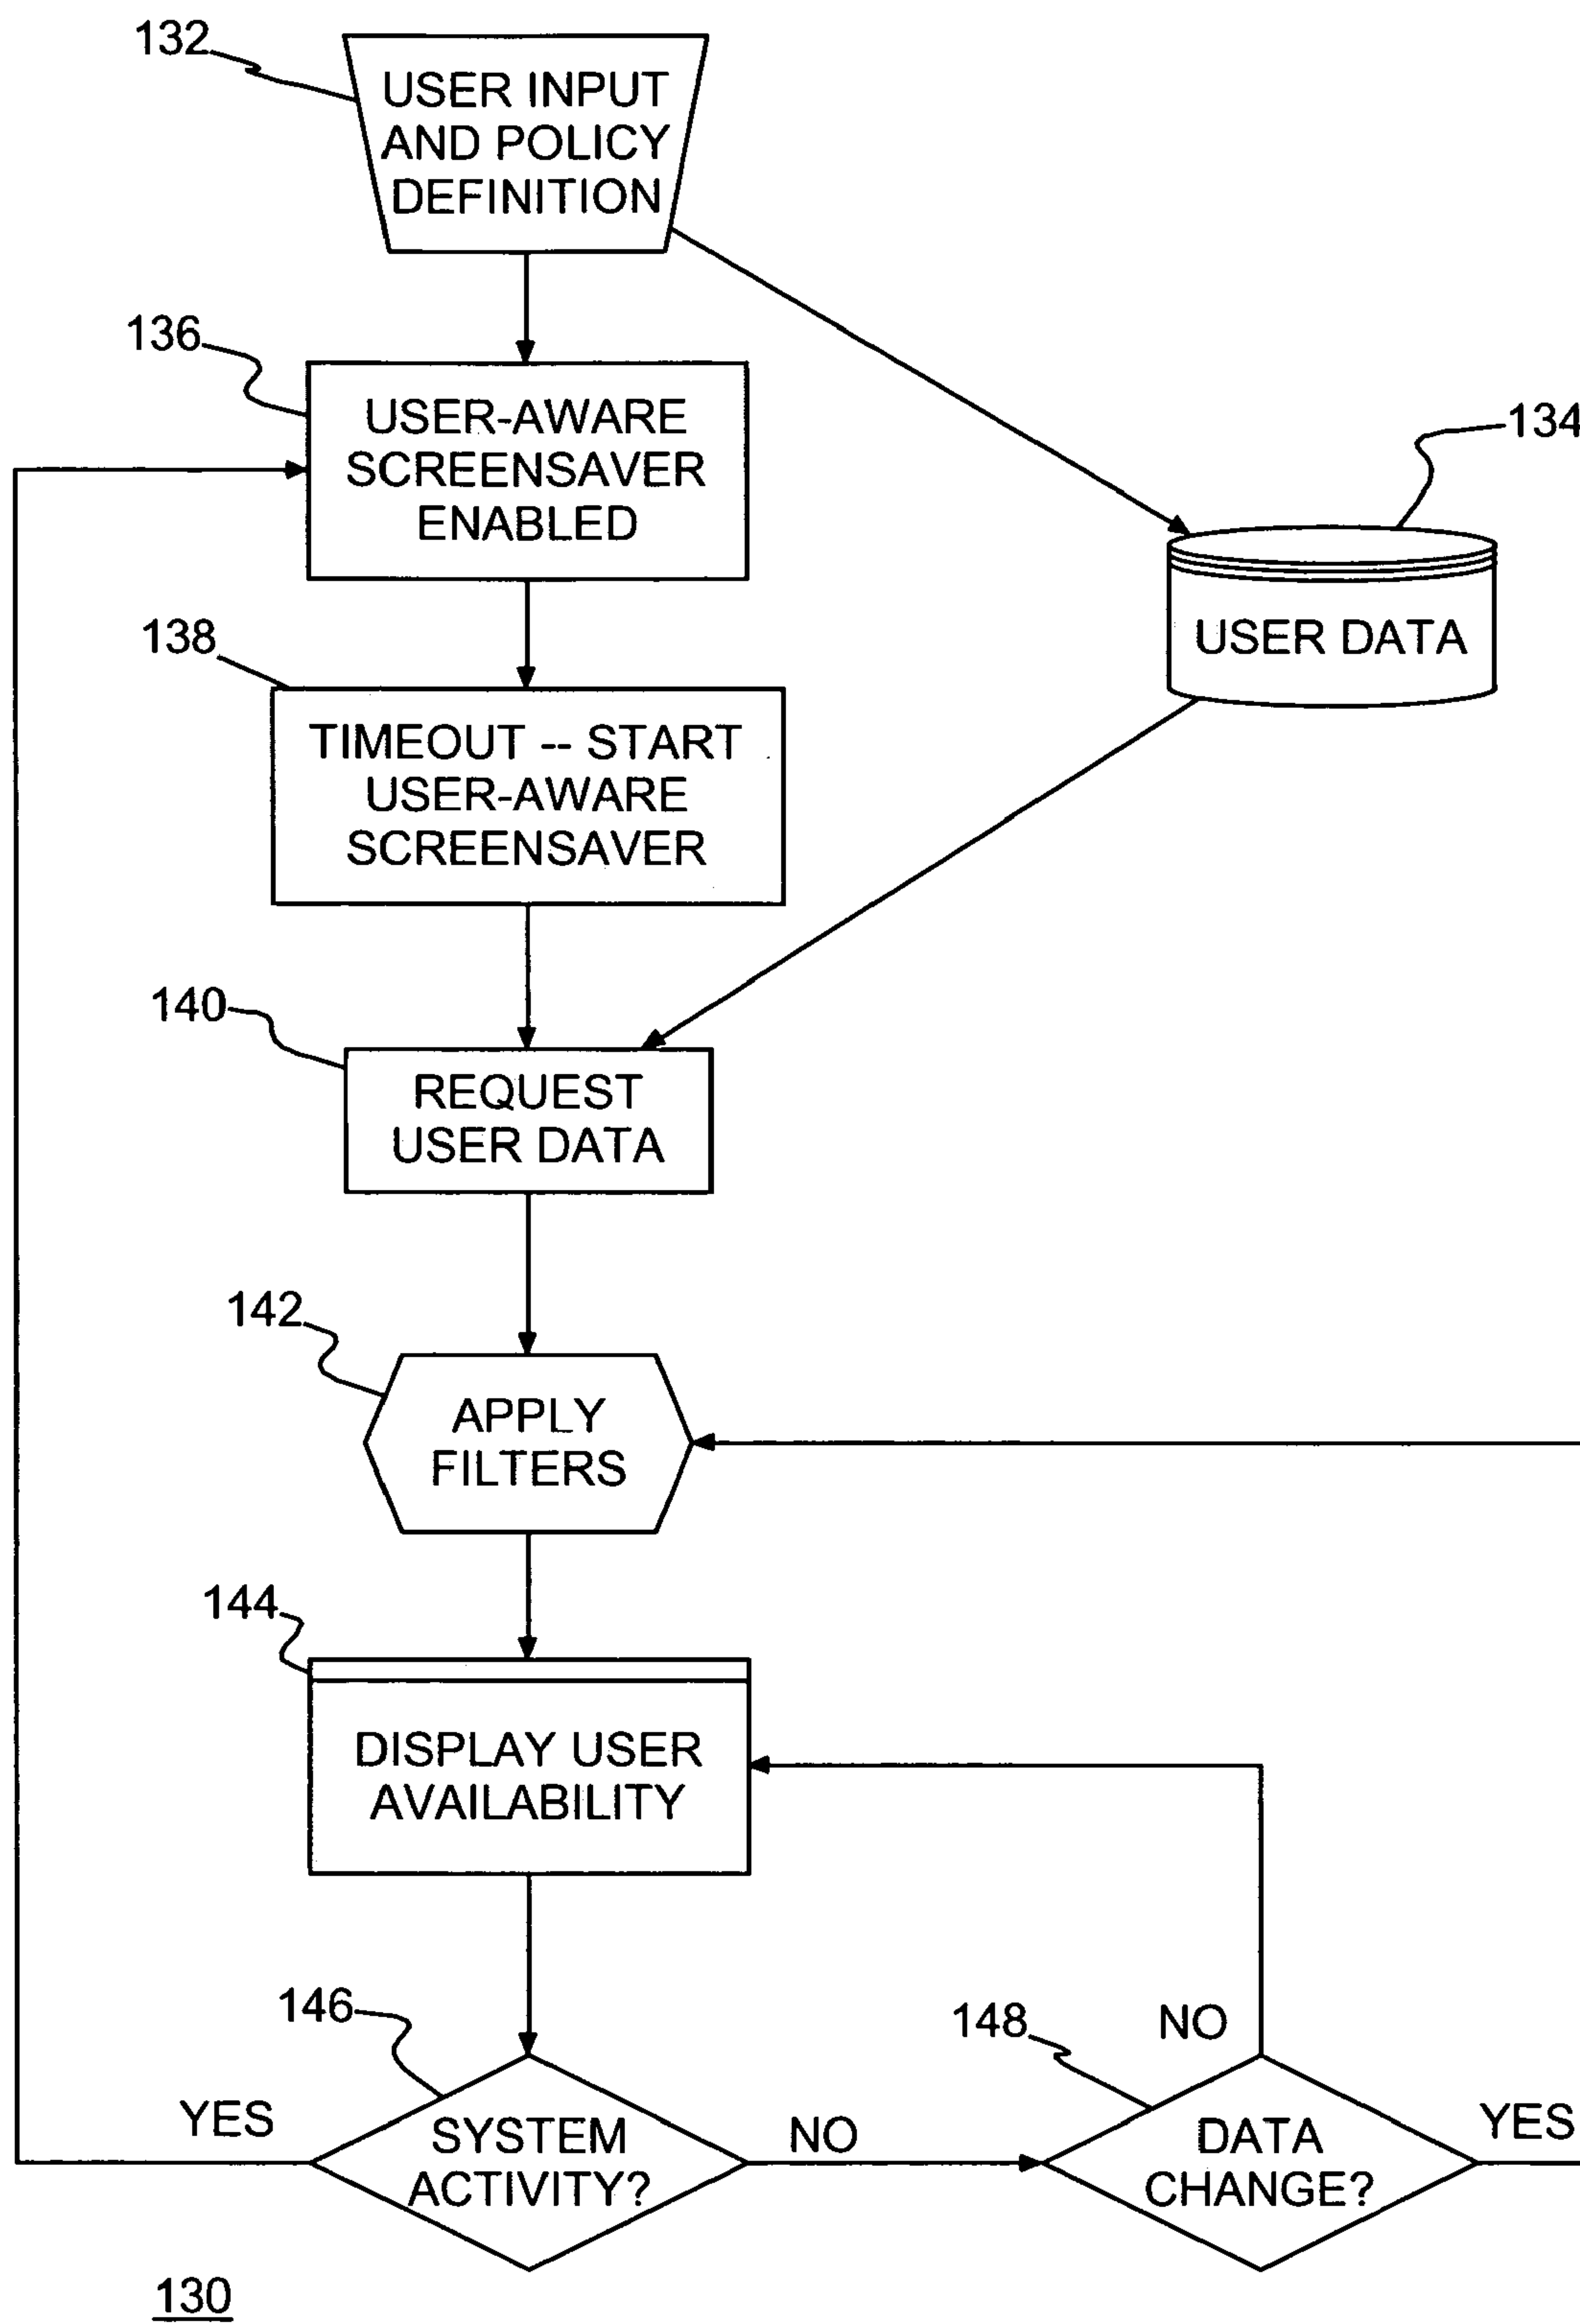 132
USER INPUT
AND POLICY
DEFINITION
136
USER-AWARE
SCREENSAVER
ENABLED
134
USER DATA
138
TIMEOUT -- START
USER-AWARE
SCREENSAVER
140
REQUEST
USER DATA
142
APPLY
FILTERS
144
DISPLAY USER
AVAILABILITY
146
148
NO
YES
SYSTEM
ACTIVITY?
NO
DATA
CHANGE?
YES
130